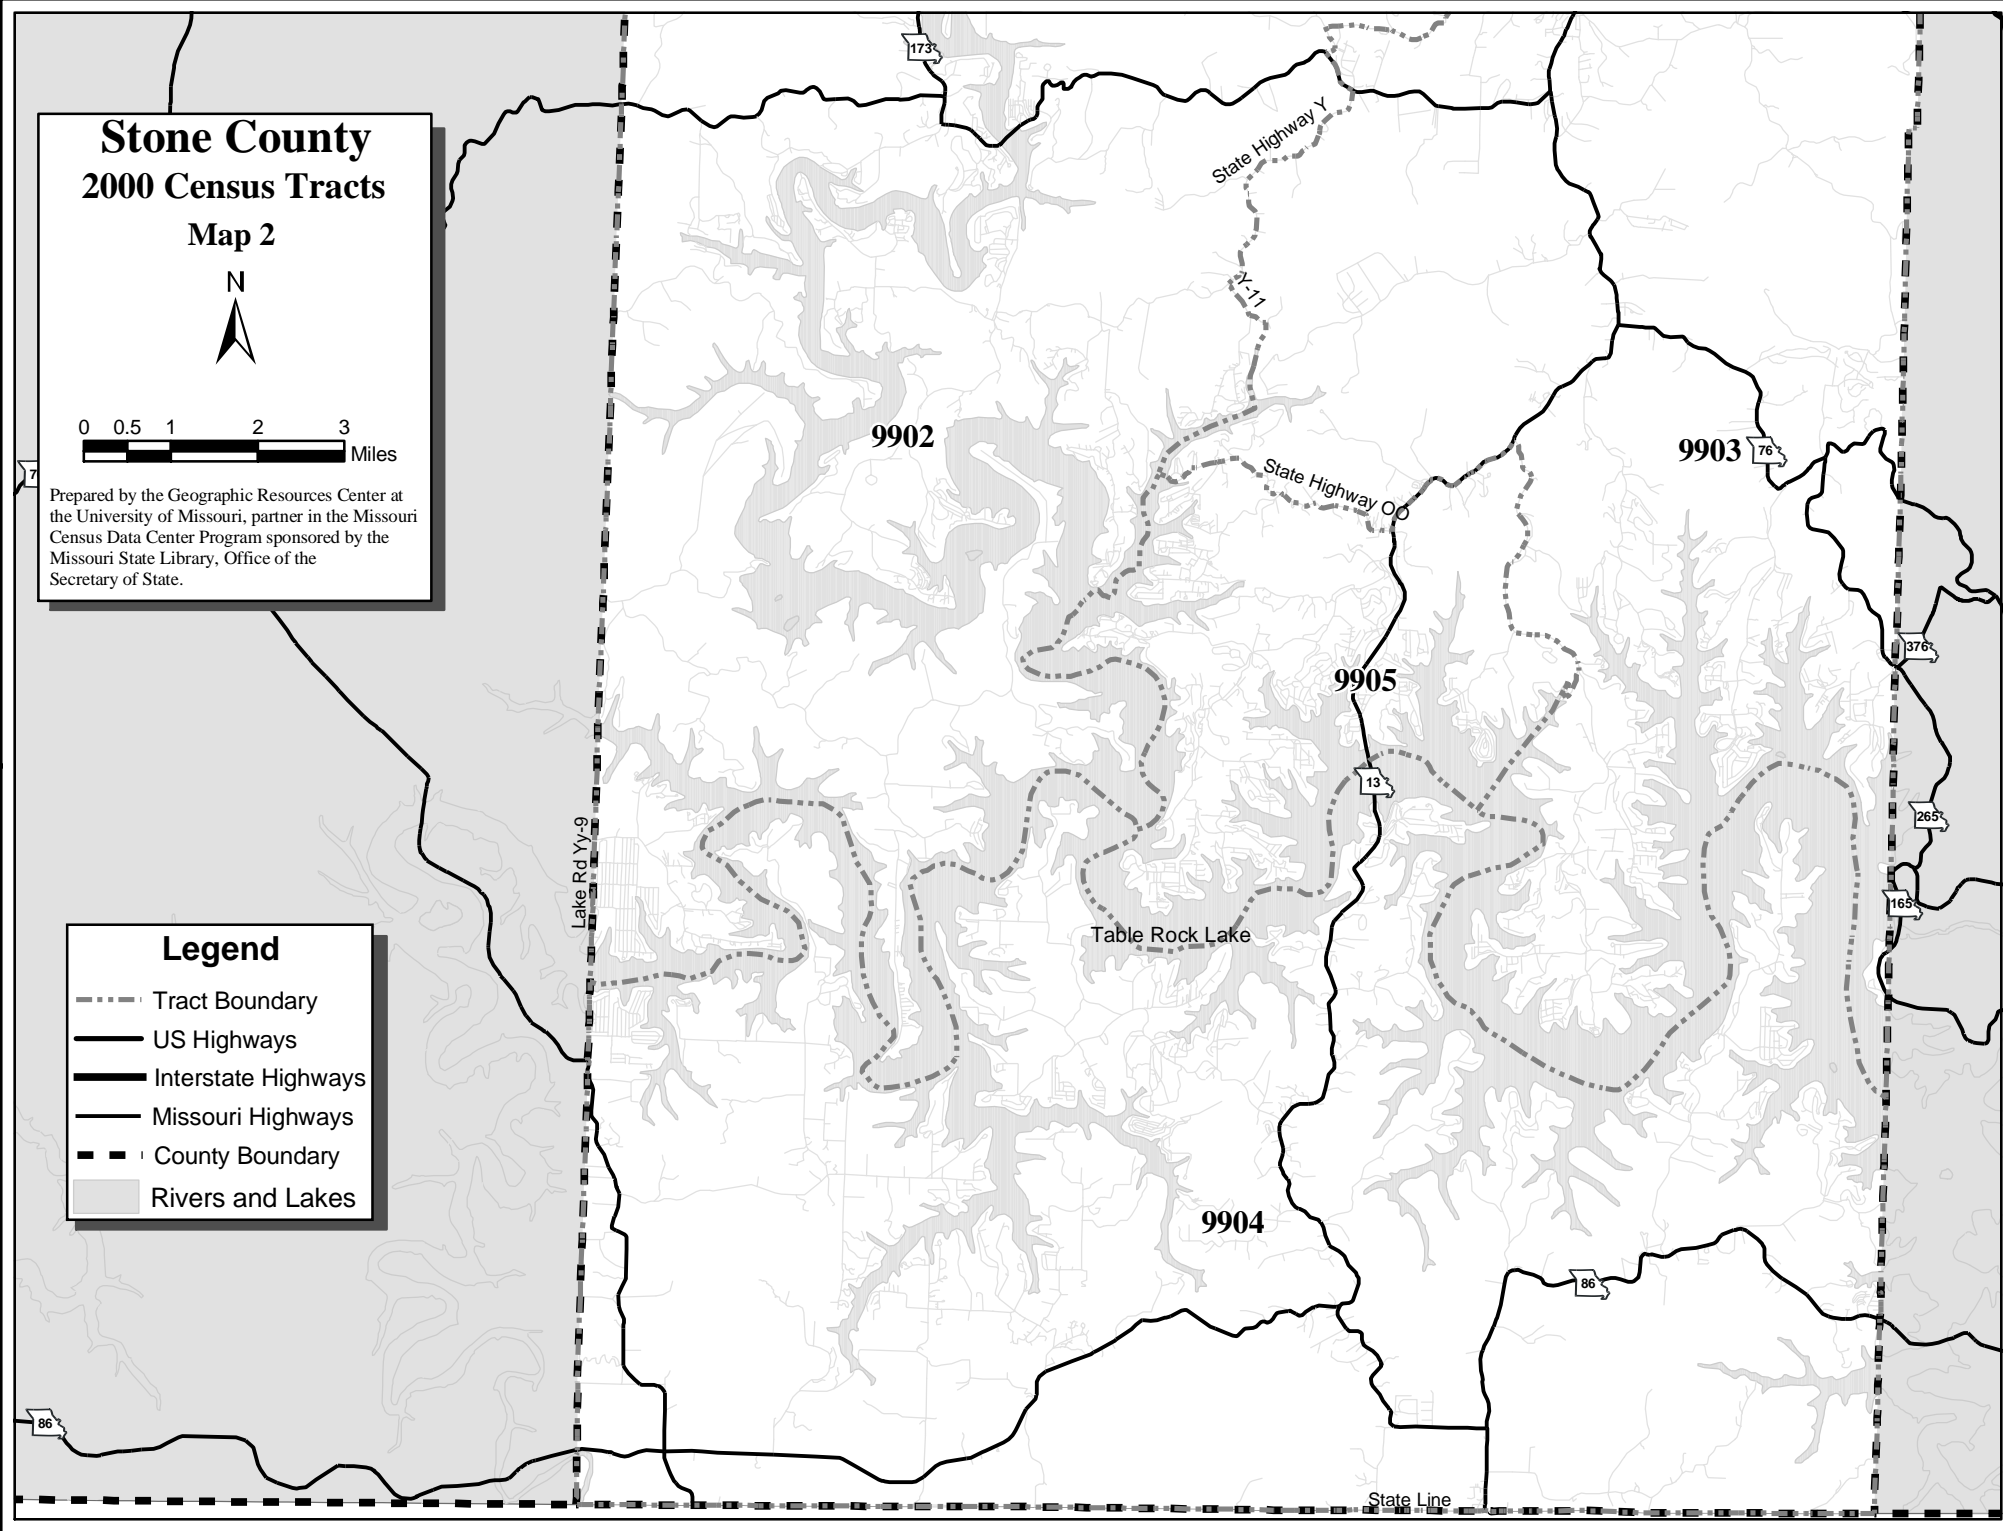 Stone County
2000 Census Tracts
Map 2
N
0 0.5 1 2 3
Miles
Prepared by the Geographic Resources Center at
the University of Missouri, partner in the Missouri
Census Data Center Program sponsored by the
Missouri State Library, Office of the
Secretary of State.
Legend
Tract Boundary
US Highways
Interstate Highways
Missouri Highways
County Boundary
Rivers and Lakes
173
State Highway Y
Y-11
9902
9903
76
State Highway OO
7
376
9905
13
265
Lake Rd Yy-9
165
Table Rock Lake
9904
86
86
State Line